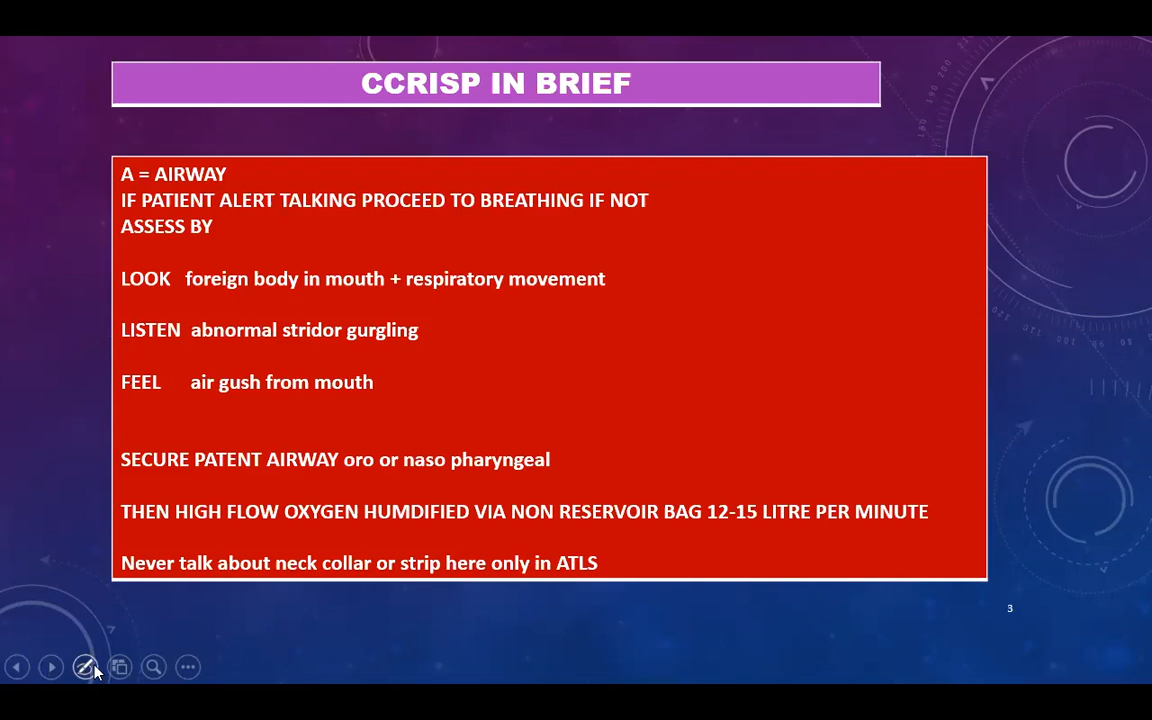 CCRISP IN BRIEF
A = AIRWAY
IF PATIENT ALERT TALKING PROCEED TO BREATHING IF NOT
ASSESS BY
LOOK foreign body in mouth + respiratory movement
LISTEN abnormal stridor gurgling
FEEL air gush from mouth
SECURE PATENT AIRWAY oro or naso pharyngeal
THEN HIGH FLOW OXYGEN HUMDIFIED VIA NON RESERVOIR BAG 12-15 LITRE PER MINUTE
Never talk about neck collar or strip here only in ATLS
3